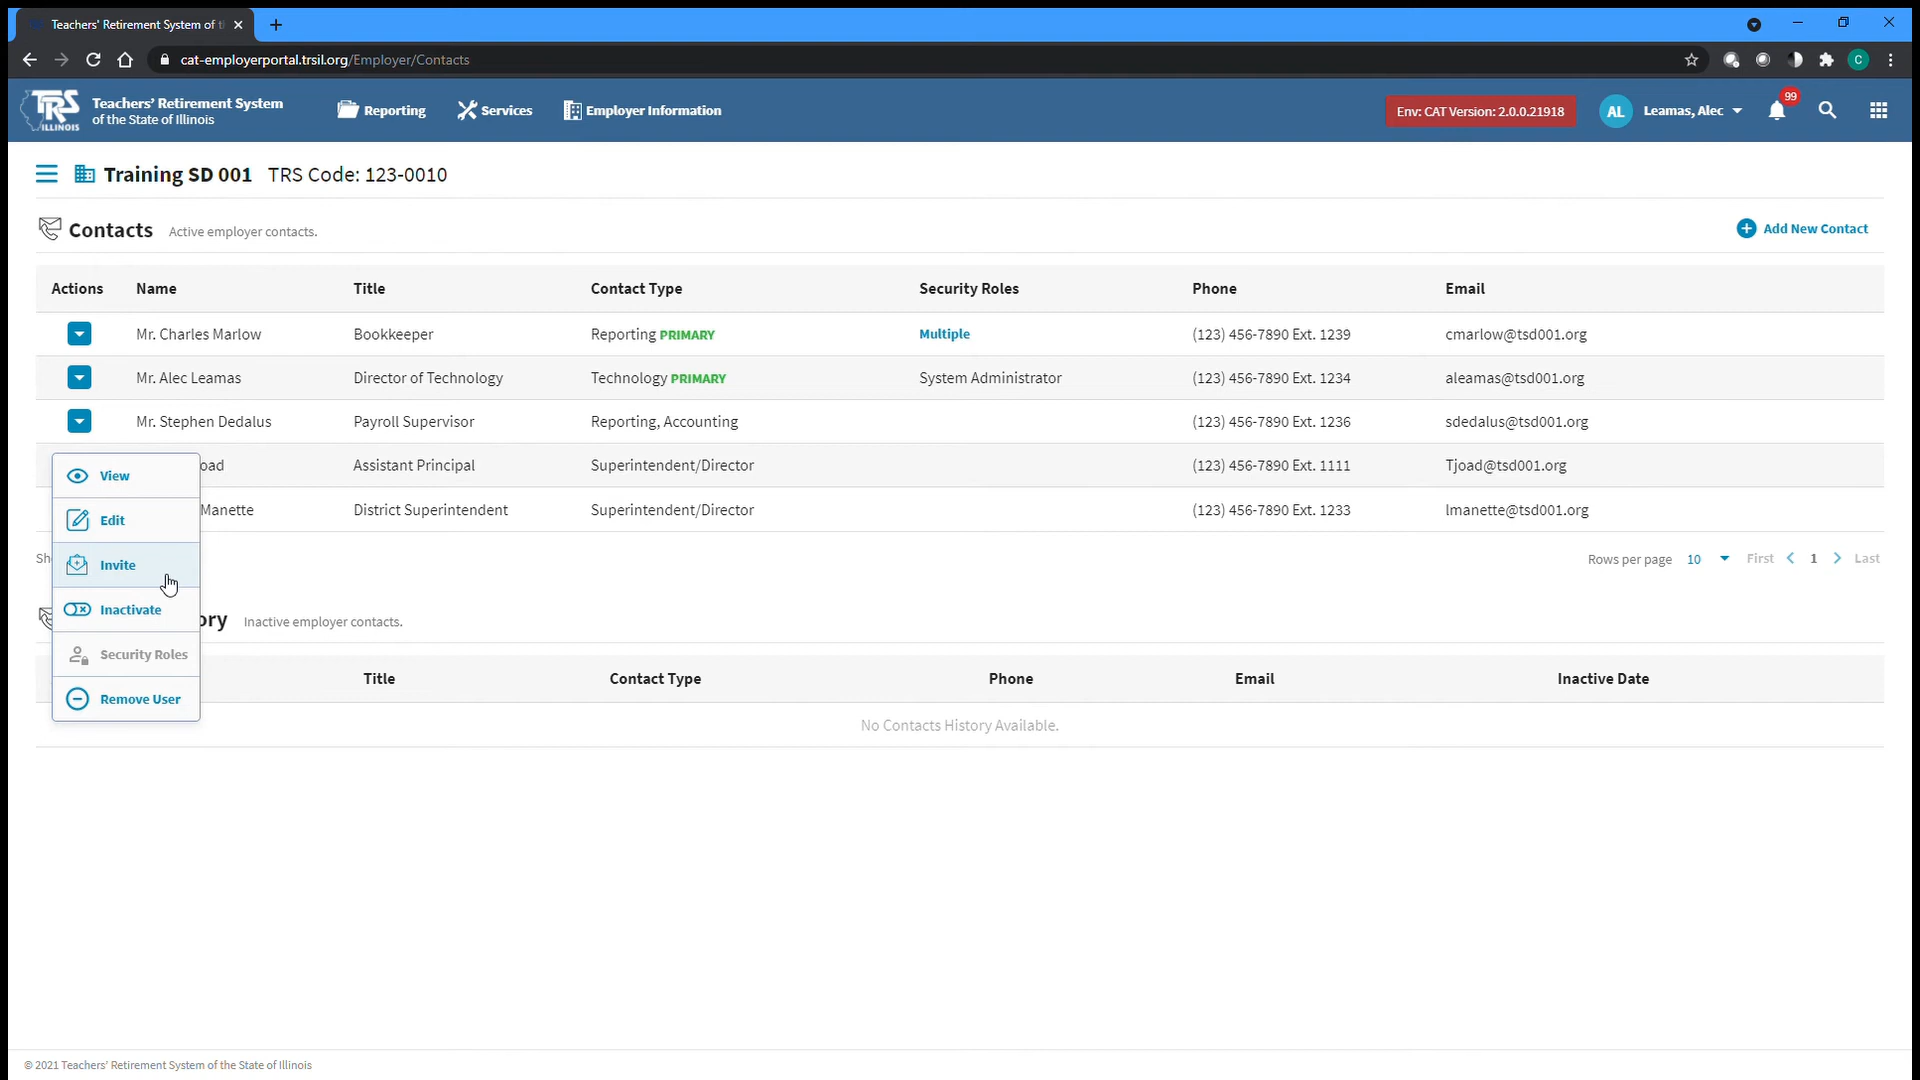 Teachers' Retirement System of t
cat-employerportal.trsil.org/Employer/Contacts
C
TRS
ILLINOIS
Teachers' Retirement System
of the State of Illinois
Reporting
Services
Employer Information
Env: CAT Version: 2.0.0.21918
AL
Leamas, Alec
99
Training SD 001 TRS Code: 123-0010
Contacts Active employer contacts.
Add New Contact
Actions Name Title Contact Type Security Roles Phone Email
Mr. Charles Marlow Bookkeeper Reporting PRIMARY Multiple (123) 456-7890 Ext. 1239 cmarlow@tsd001.org
Mr. Alec Leamas Director of Technology Technology PRIMARY System Administrator (123) 456-7890 Ext. 1234 aleamas@tsd001.org
Mr. Stephen Dedalus Payroll Supervisor Reporting, Accounting (123) 456-7890 Ext. 1236 sdedalus@tsd001.org
oad Assistant Principal Superintendent/Director (123) 456-7890 Ext. 1111 Tjoad@tsd001.org
Manette District Superintendent Superintendent/Director (123) 456-7890 Ext. 1233 lmanette@tsd001.org
View
Edit
Invite
Inactivate
Security Roles
Remove User
Sh
Rows per page 10 First 1 Last
ory Inactive employer contacts.
Title Contact Type Phone Email Inactive Date
No Contacts History Available.
© 2021 Teachers' Retirement System of the State of Illinois